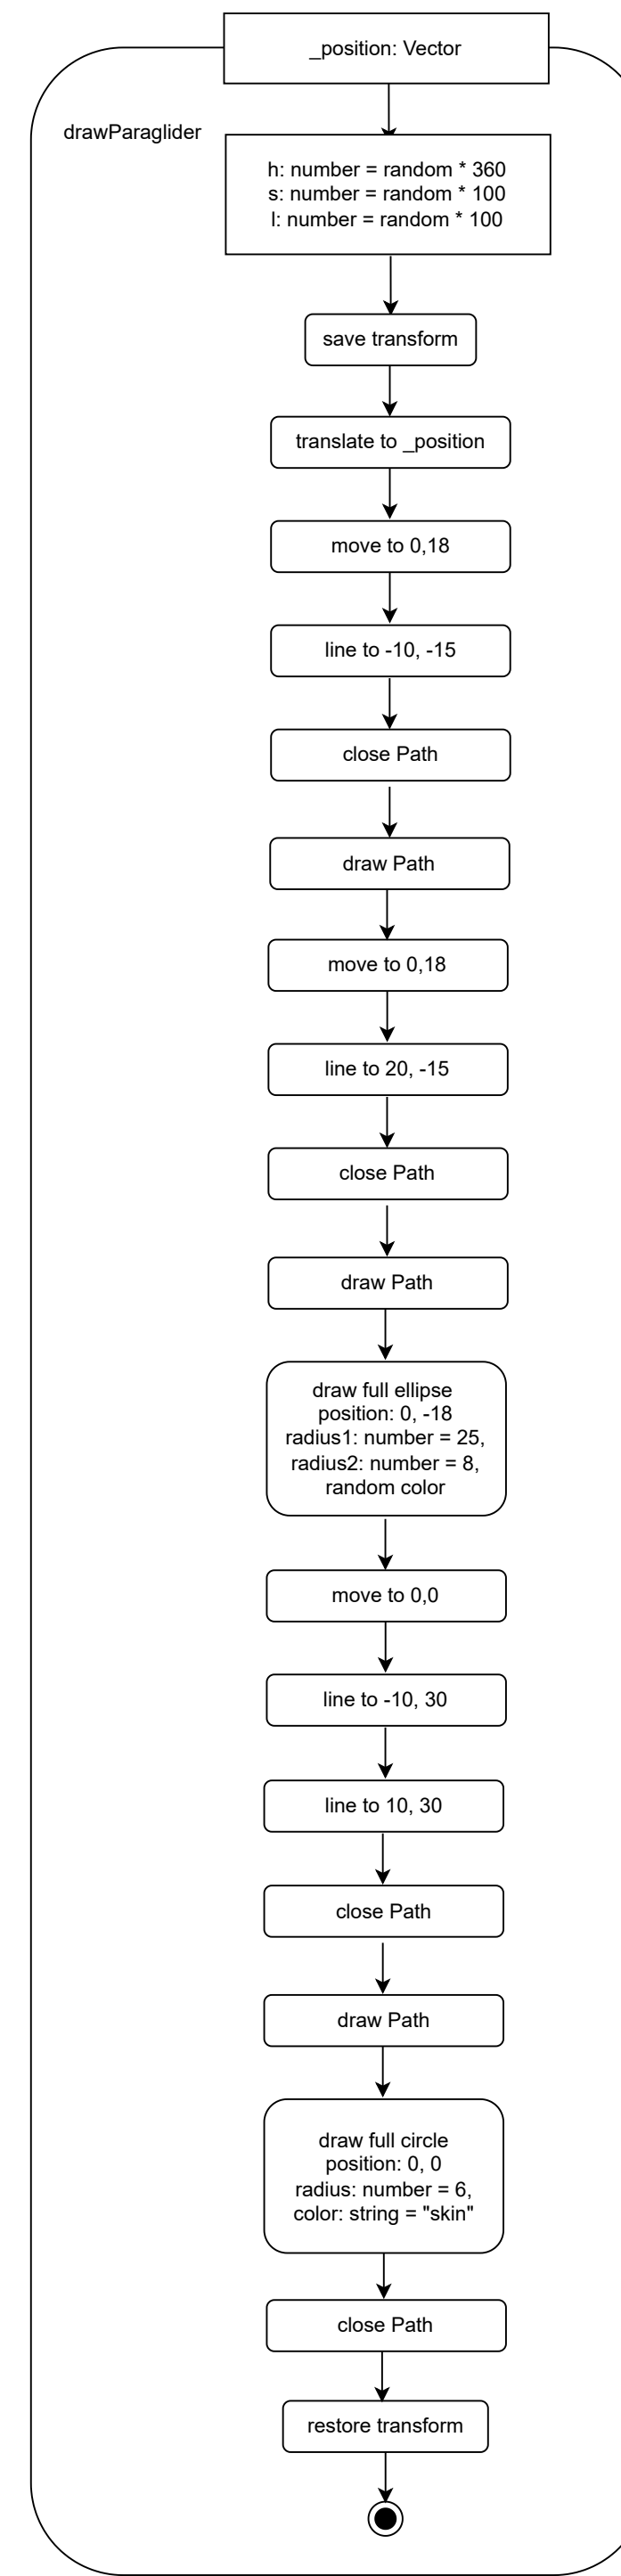 _position: Vector
drawParaglider
h: number = random * 360
s: number = random * 100
l: number = random * 100
save transform
translate to _position
move to 0,18
line to -10, -15
close Path
draw Path
move to 0,18
line to 20, -15
close Path
draw Path
draw full ellipse
position: 0, -18
radius1: number = 25,
radius2: number = 8,
random color
move to 0,0
line to -10, 30
line to 10, 30
close Path
draw Path
draw full circle
position: 0, 0
radius: number = 6,
color: string = "skin"
close Path
restore transform